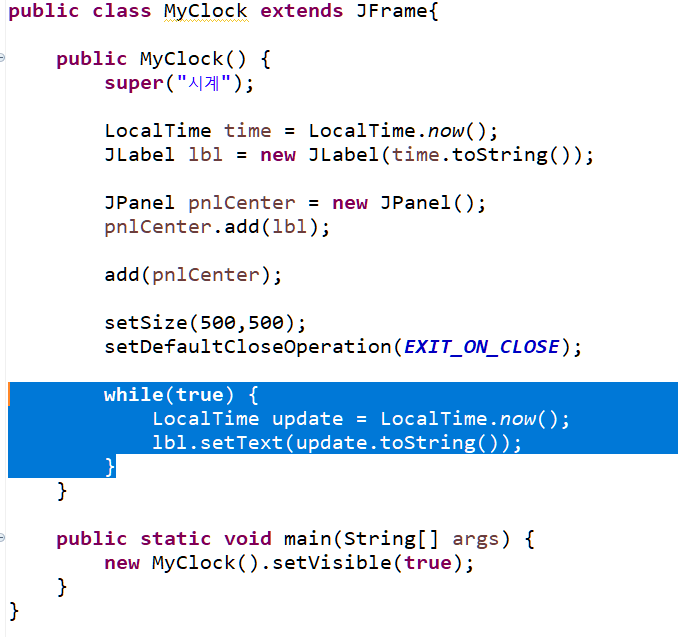 public class MyClock extends JFrame{
public MyClock() {
super("시계");
LocalTime time = LocalTime.now();
JLabel lbl = new JLabel(time.toString());
JPanel pnlCenter = new JPanel();
pnlCenter.add(lbl);
add(pnlCenter);
setSize(500,500);
setDefaultCloseOperation(EXIT_ON_CLOSE);
while(true) {
LocalTime update = LocalTime.now();
lbl.setText(update.toString());
}
}
public static void main(String[] args) {
new MyClock().setVisible(true);
}
}